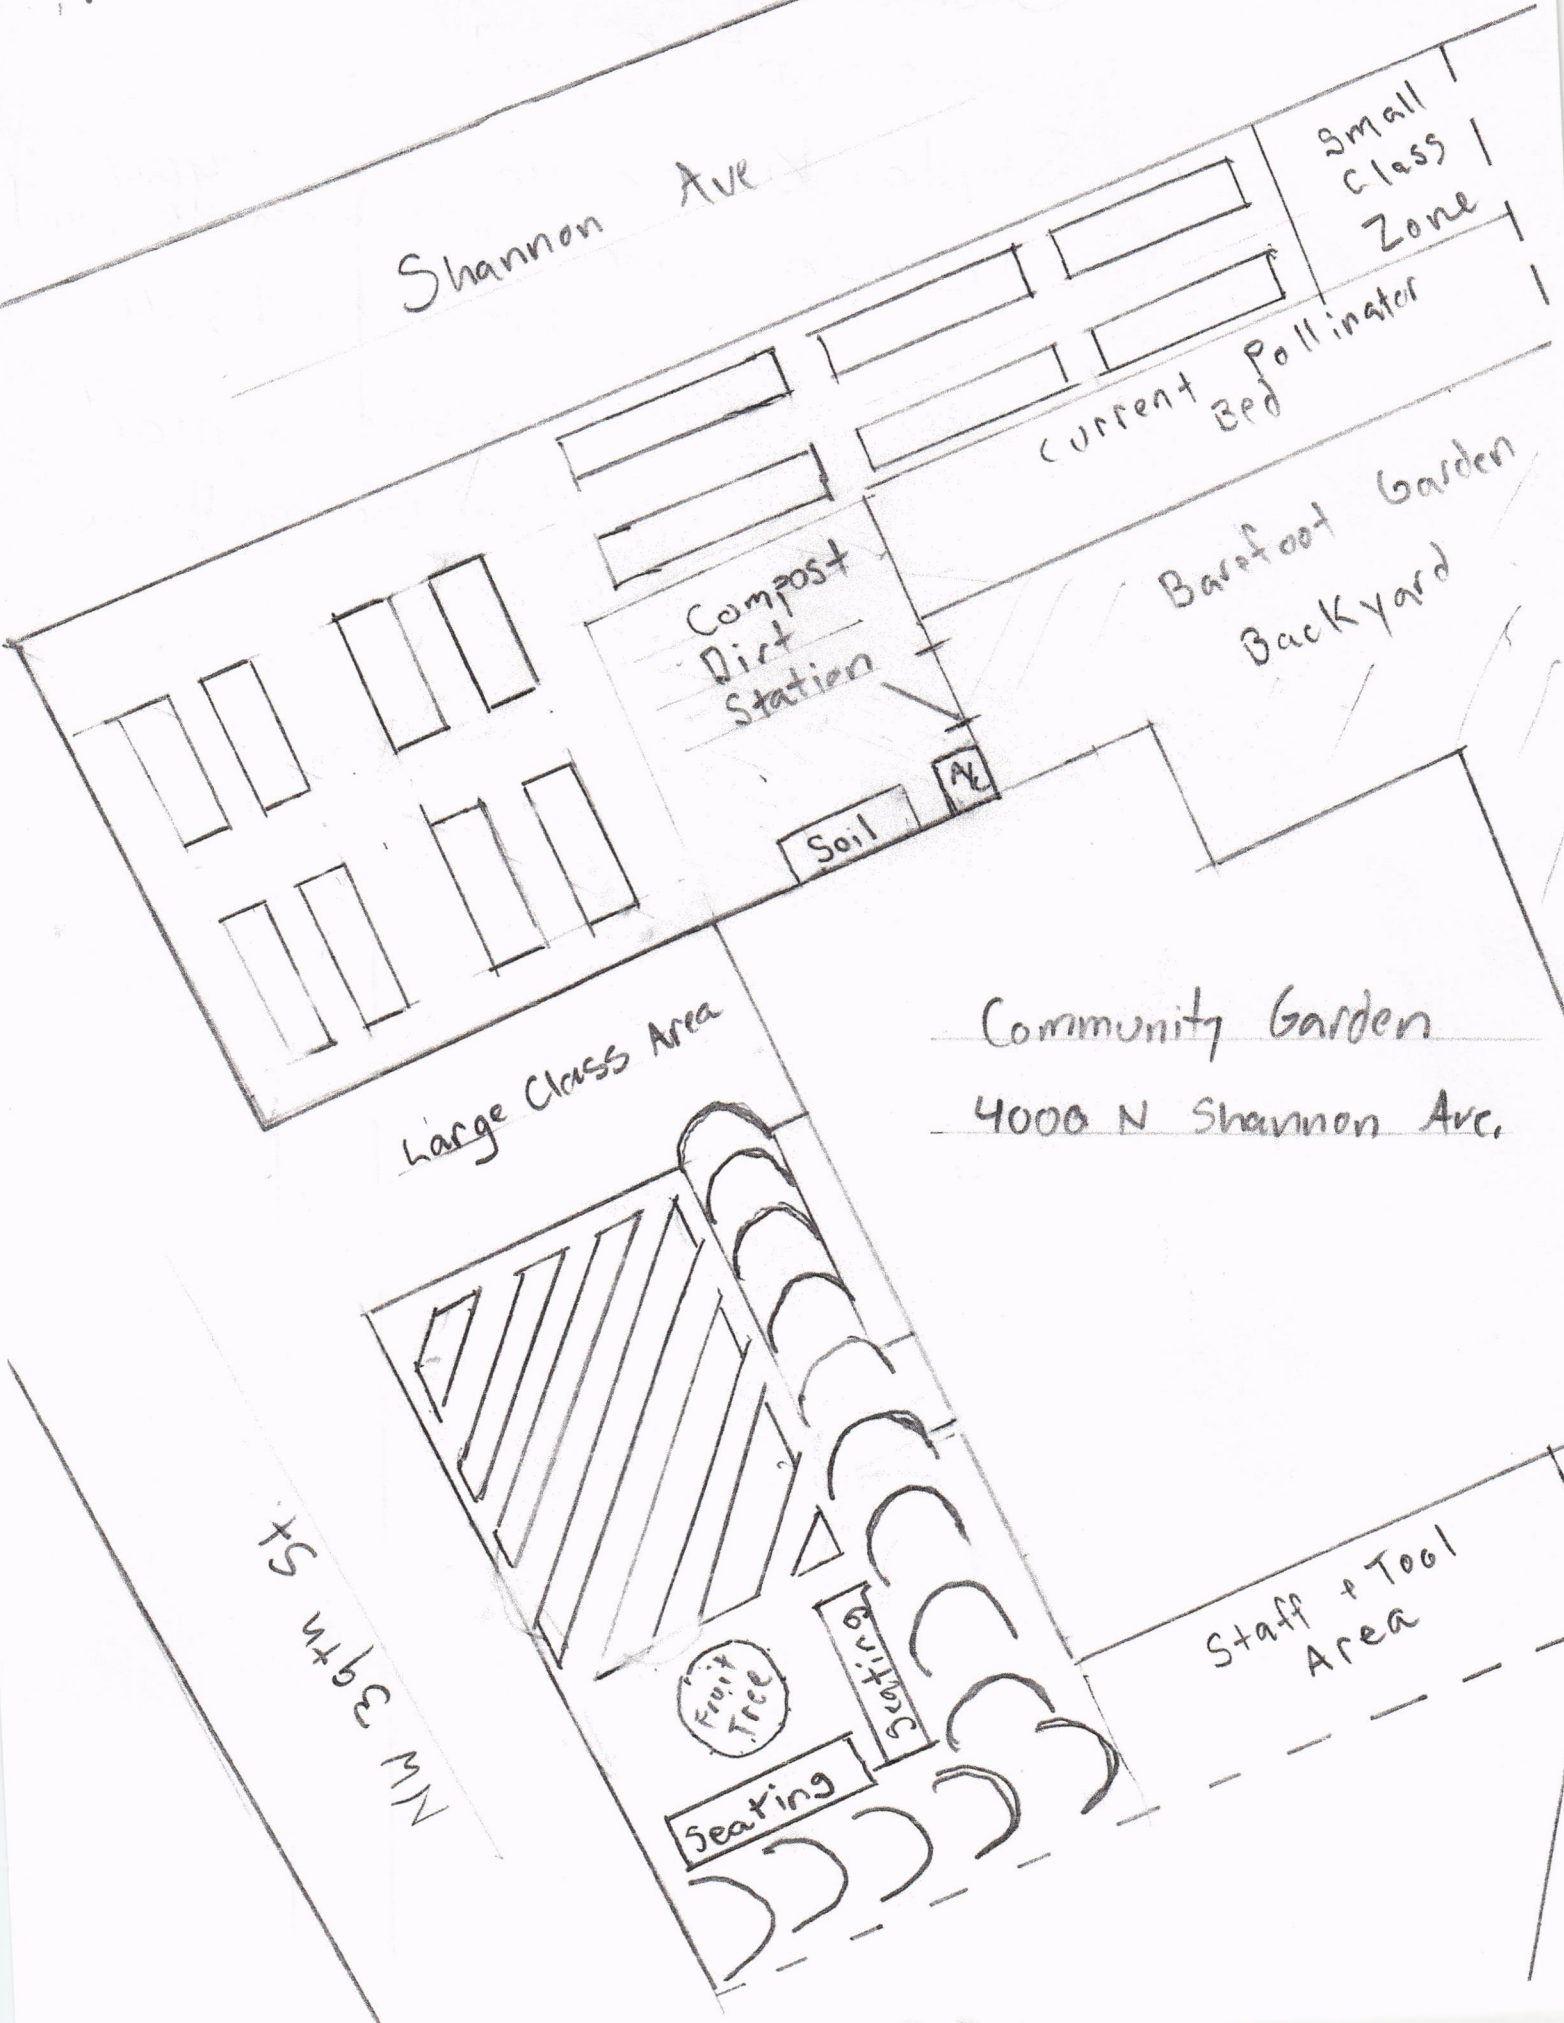 Shannon Ave
Small
Class
Zone
Current Pollinator
Bed
Barefoot Garden
Backyard
Compost
Dirt
Station
A/C
Soil
Community Garden
4000 N Shannon Ave.
Large Class Area
NW 39th St
Fruit
Tree
Seating
Seating
Staff + Tool
Area